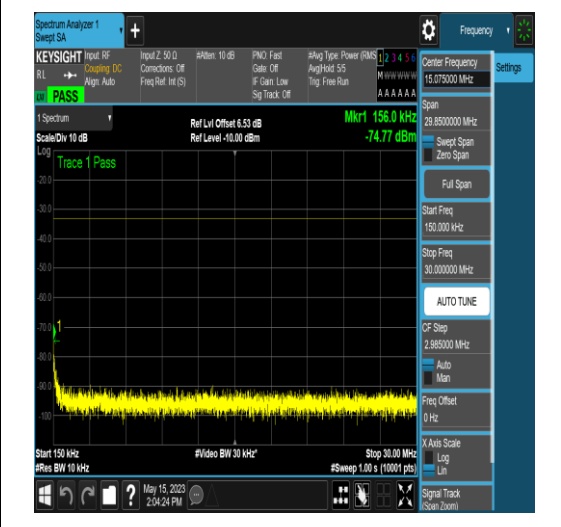 Spectrum Analyzer 1
Swept SA
+
Frequency
KEYSIGHT
RL
Input: RF
Coupling: DC
Align: Auto
Input Z: 50 Ω
Corrections: Off
Freq Ref: Int (S)
#Atten: 10 dB
PNO: Fast
Gate: Off
IF Gain: Low
Sig Track: Off
#Avg Type: Power (RMS
Avg|Hold: 5/5
Trig: Free Run
1 2 3 4 5 6
M w w w w w
A A A A A A
PASS
1 Spectrum
Scale/Div 10 dB
Ref Lvl Offset 6.53 dB
Ref Level -10.00 dBm
Mkr1 156.0 kHz
-74.77 dBm
Log
Trace 1 Pass
-20.0
-30.0
-40.0
-50.0
-60.0
-70.0
1
-80.0
-90.0
-100
Start 150 kHz
#Res BW 10 kHz
#Video BW 30 kHz*
Stop 30.00 MHz
#Sweep 1.00 s (10001 pts)
?
May 15, 2023
2:04:24 PM
Center Frequency
15.075000 MHz
Settings
Span
29.8500000 MHz
Swept Span
Zero Span
Full Span
Start Freq
150.000 kHz
Stop Freq
30.000000 MHz
AUTO TUNE
CF Step
2.985000 MHz
Auto
Man
Freq Offset
0 Hz
X Axis Scale
Log
Lin
Signal Track
(Span Zoom)